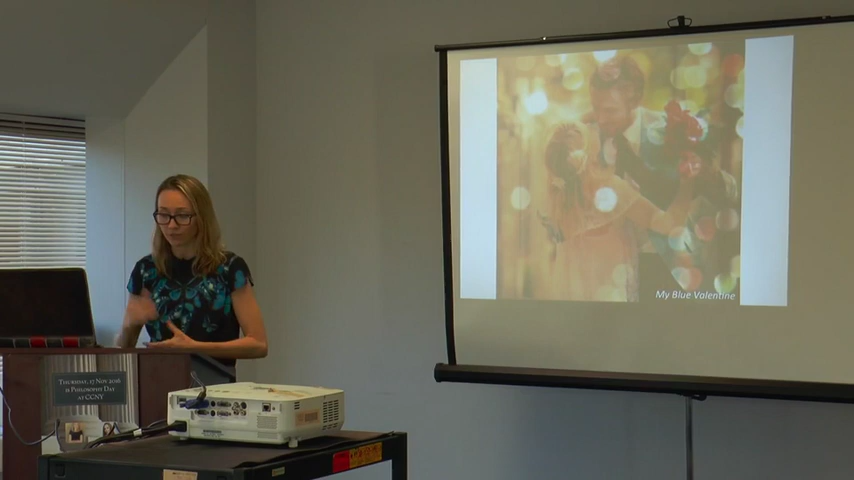 My Blue Valentine
THURSDAY, 17 NOV 2016
IS PHILOSOPHY DAY
AT CCNY